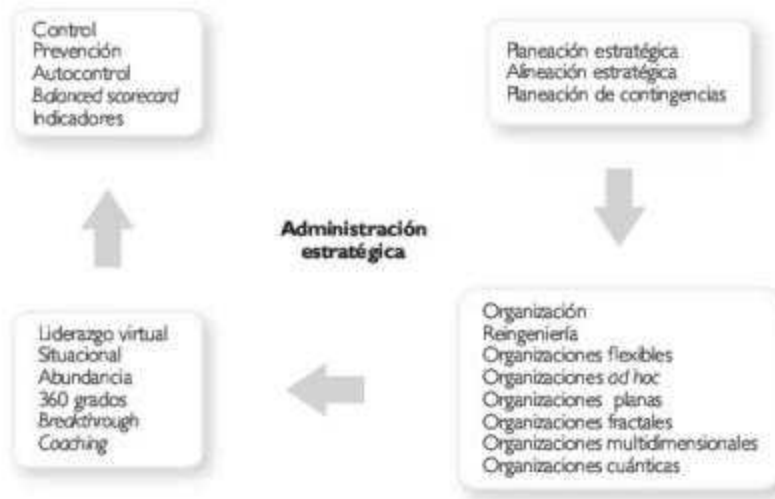 Control
Prevención
Autocontrol
Balanced scorecard
Indicadores
Planeación estratégica
Alineación estratégica
Planeación de contingencias
Administración
estratégica
Liderazgo virtual
Situacional
Abundancia
360 grados
Breakthrough
Coaching
Organización
Reingeniería
Organizaciones flexibles
Organizaciones ad hoc
Organizaciones planas
Organizaciones fractales
Organizaciones multidimensionales
Organizaciones cuánticas